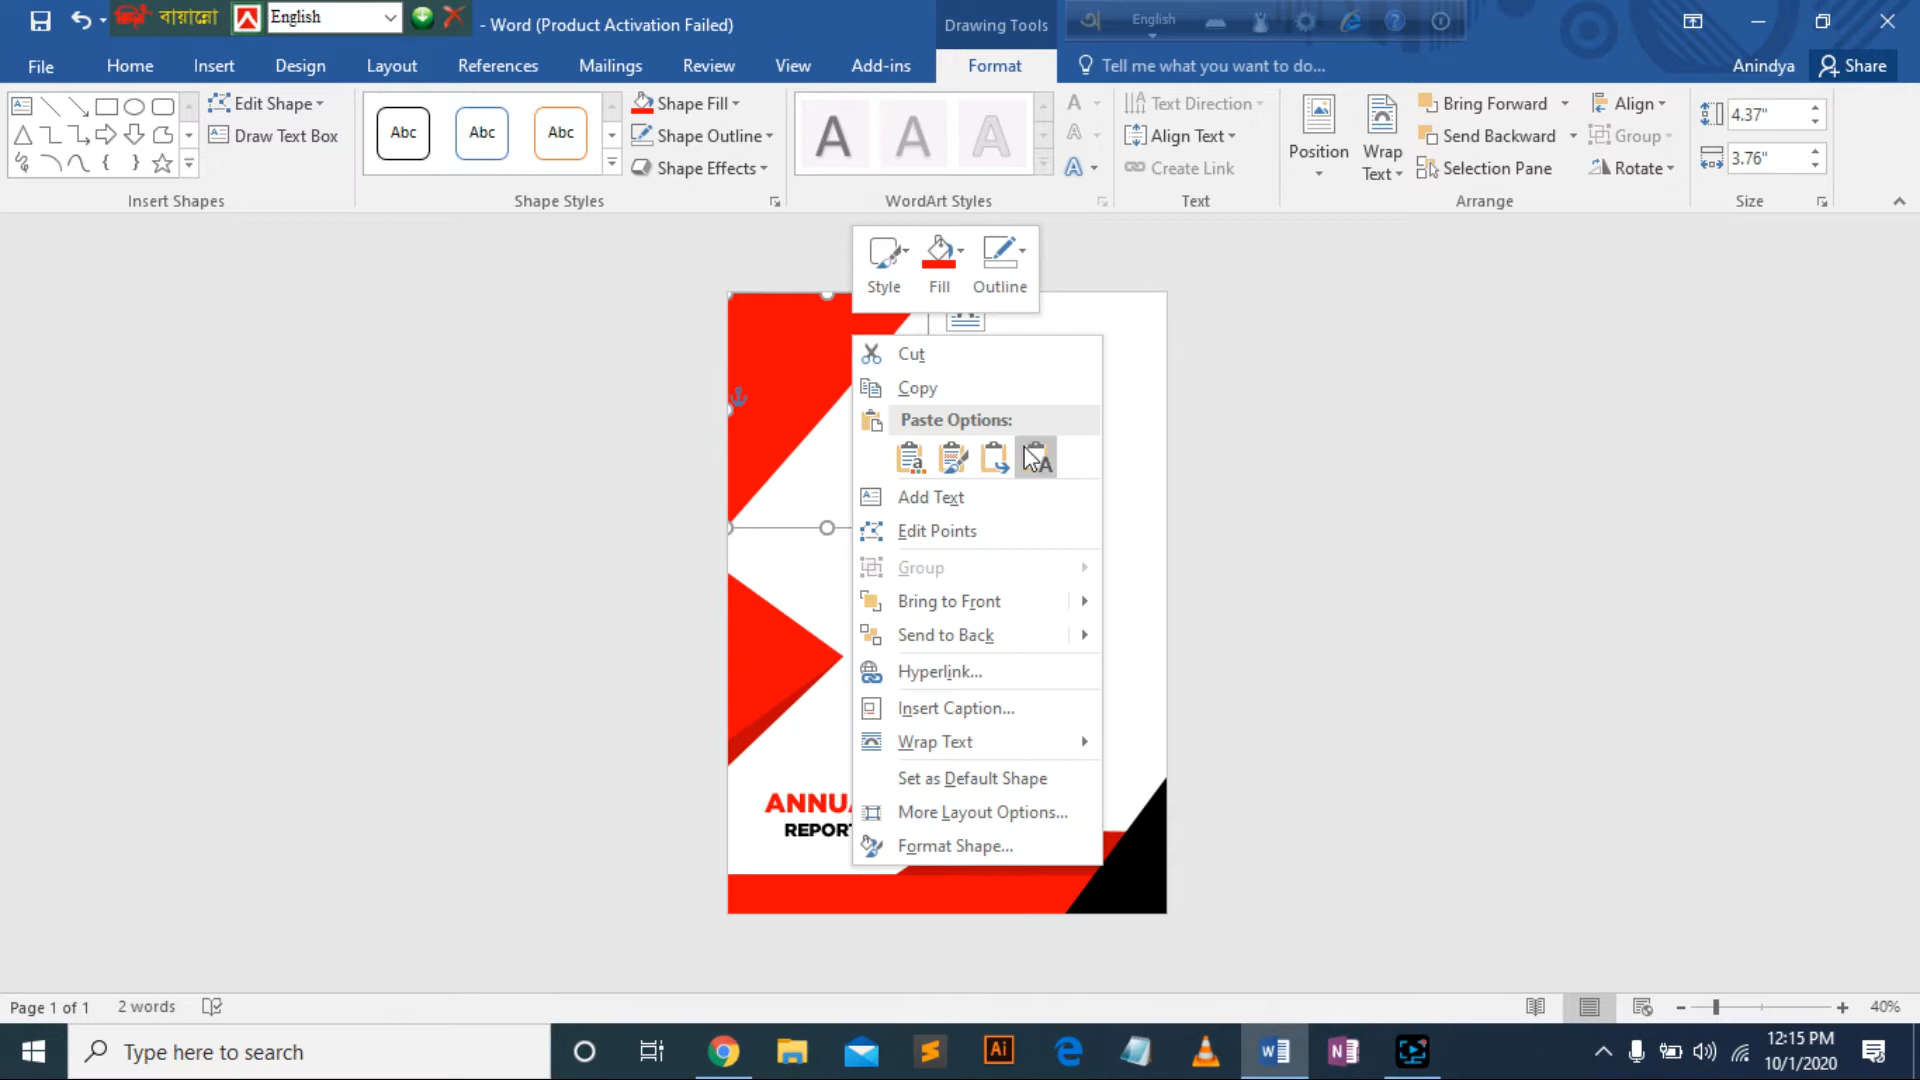 বায়ান্নো English - Word (Product Activation Failed) Drawing Tools English
File Home Insert Design Layout References Mailings Review View Add-ins Format Tell me what you want to do... Anindya Share
Edit Shape
Draw Text Box
Insert Shapes
Abc Abc Abc
Shape Fill
Shape Outline
Shape Effects
Shape Styles
A A A
WordArt Styles
Text Direction
Align Text
Create Link
Text
Position
Wrap Text
Bring Forward
Send Backward
Selection Pane
Align
Group
Rotate
Arrange
4.37"
3.76"
Size
Style Fill Outline
Cut
Copy
Paste Options:
Add Text
Edit Points
Group
Bring to Front
Send to Back
Hyperlink...
Insert Caption...
Wrap Text
Set as Default Shape
More Layout Options...
Format Shape...
ANNUA
REPORT
Page 1 of 1 2 words 40%
Type here to search
Ai
12:15 PM
10/1/2020